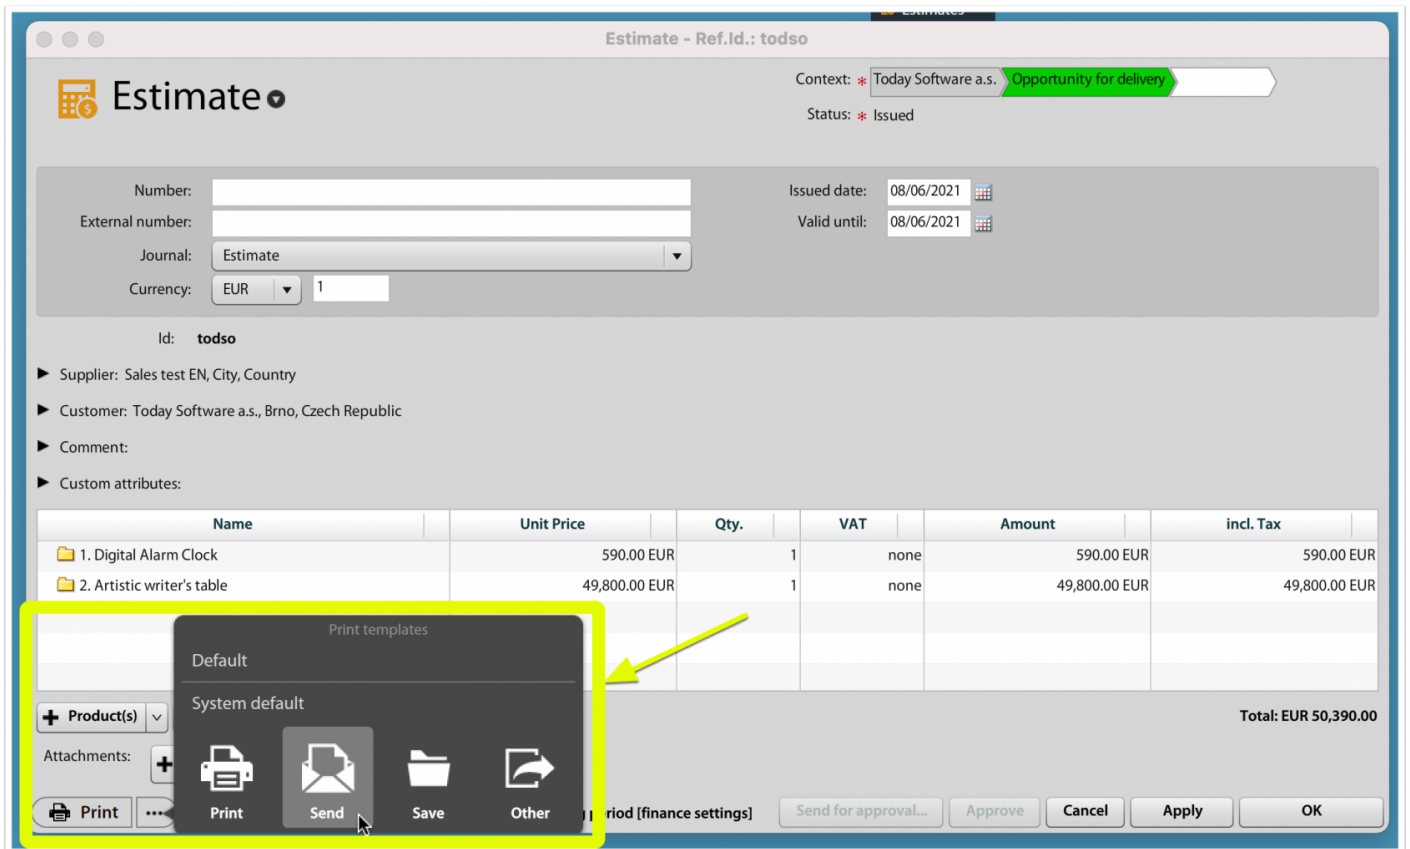 Estimates
Estimate - Ref.Id.: todso
Estimate
Context: * Today Software a.s. Opportunity for delivery
Status: * Issued
Number:
Issued date: 08/06/2021
External number:
Valid until: 08/06/2021
Journal: Estimate
Currency: EUR 1
Id: todso
Supplier: Sales test EN, City, Country
Customer: Today Software a.s., Brno, Czech Republic
Comment:
Custom attributes:
Name Unit Price Qty. VAT Amount incl. Tax
1. Digital Alarm Clock 590.00 EUR 1 none 590.00 EUR 590.00 EUR
2. Artistic writer's table 49,800.00 EUR 1 none 49,800.00 EUR 49,800.00 EUR
Print templates
Default
System default
Product(s)
Total: EUR 50,390.00
Attachments:
Print Send Save Other
Print
period [finance settings]
Send for approval... Approve Cancel Apply OK